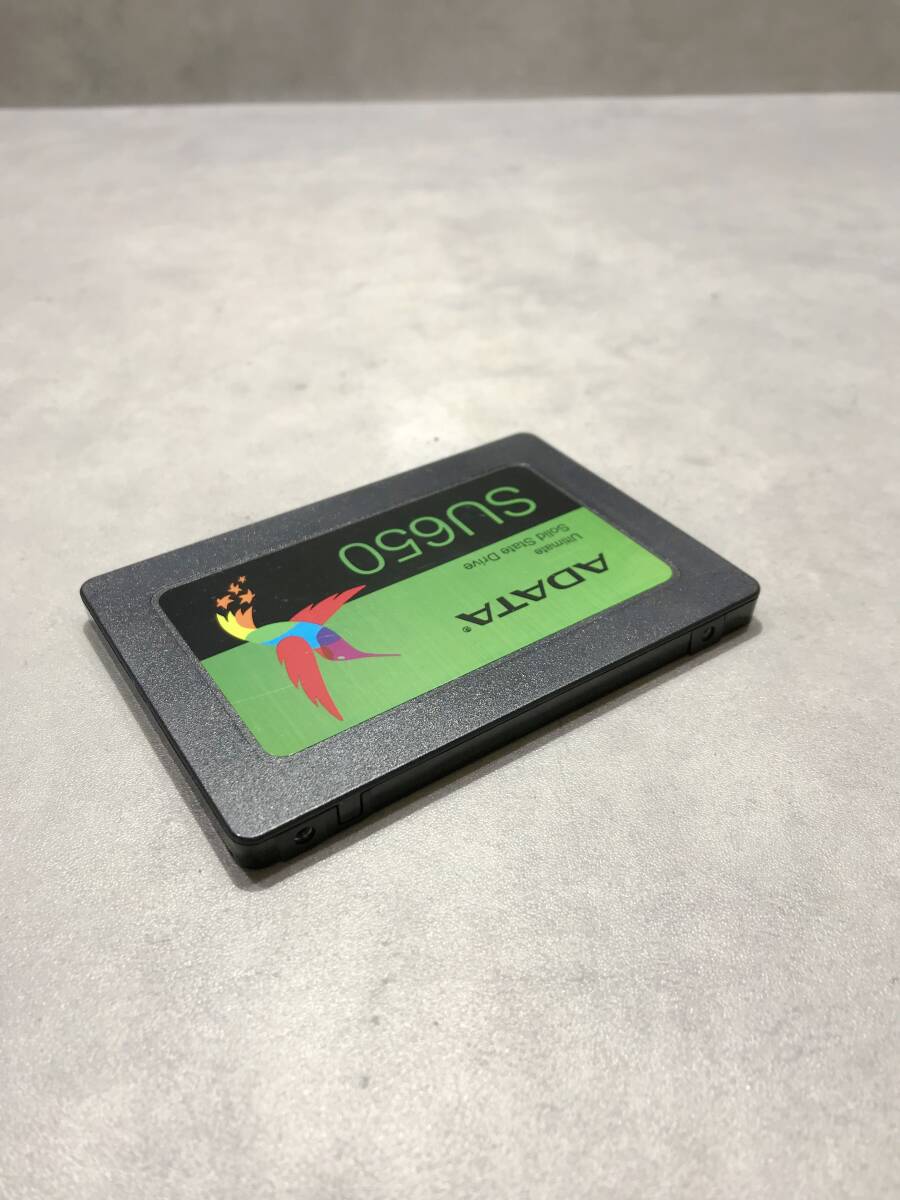 ADATA®
Ultimate
Solid State Drive
SU650